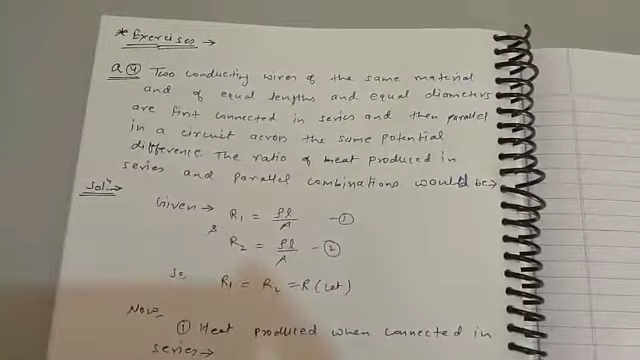 * Exercises →
Q ④ Two conducting wires of the same material
and of equal lengths and equal diameters
are first connected in series and then parallel
in a circuit across the same potential
difference. The ratio of heat produced in
series and parallel combinations would be→
Solⁿ→
Given → R₁ = ρl/A —①
& R₂ = ρl/A —②
So, R₁ = R₂ = R (let)
Now,
① Heat produced when connected in
series→